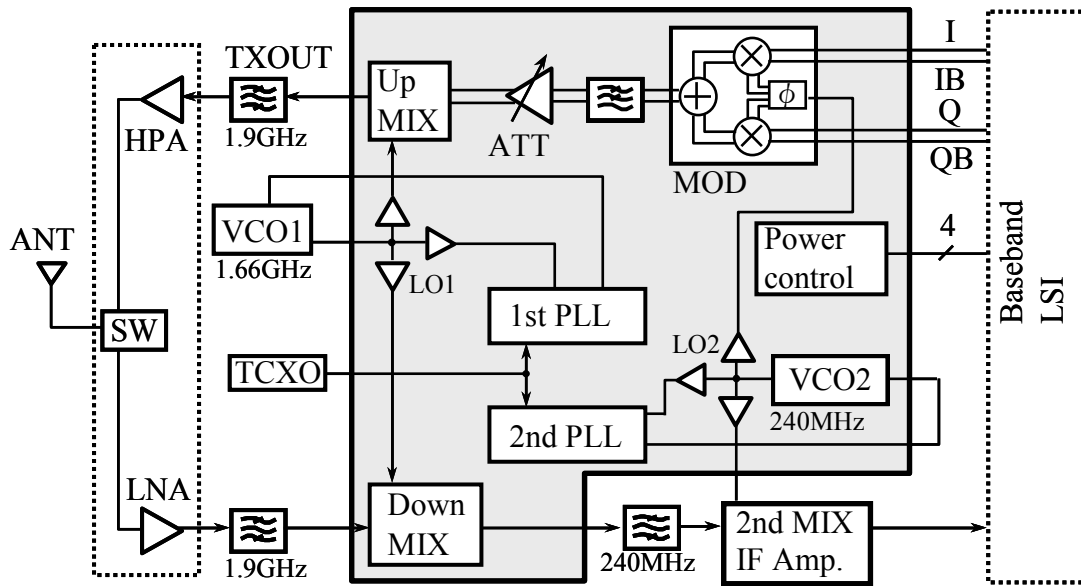 TXOUT
1.9GHz
HPA
Up
MIX
ATT
ϕ
MOD
I
IB
Q
QB
VCO1
1.66GHz
LO1
Power
control
4
ANT
SW
1st PLL
TCXO
LO2
VCO2
240MHz
2nd PLL
Baseband
LSI
LNA
1.9GHz
Down
MIX
240MHz
2nd MIX
IF Amp.